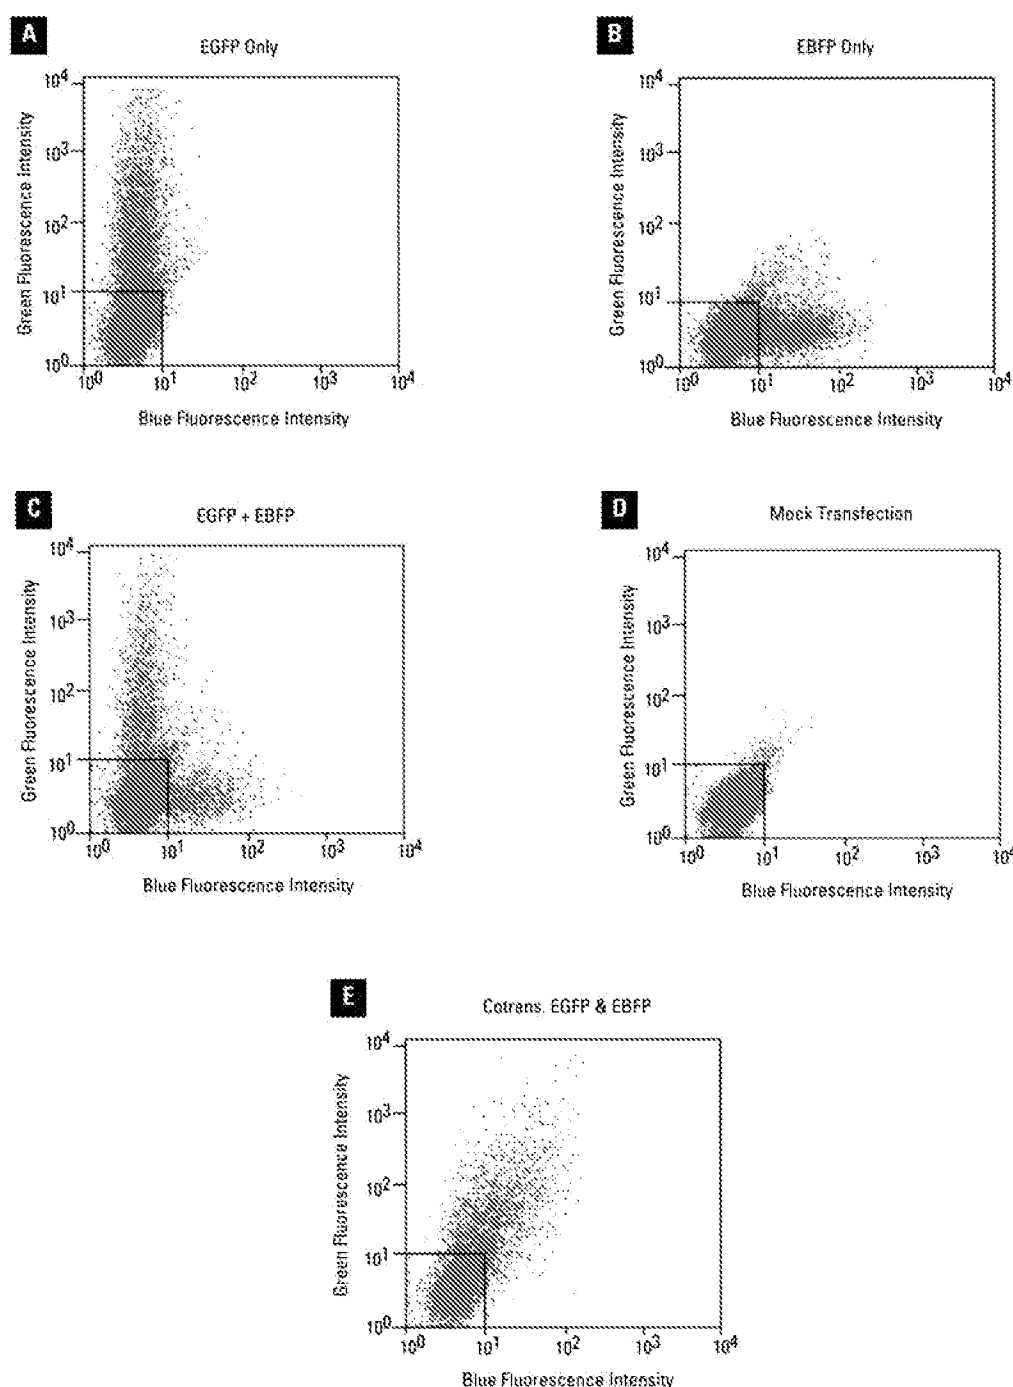 A
EGFP Only
Green Fluorescence Intensity
10^4
10^3
10^2
10^1
10^0
10^0 10^1 10^2 10^3 10^4
Blue Fluorescence Intensity
B
EBFP Only
Green Fluorescence Intensity
10^4
10^3
10^2
10^1
10^0
10^0 10^1 10^2 10^3 10^4
Blue Fluorescence Intensity
C
EGFP + EBFP
Green Fluorescence Intensity
10^4
10^3
10^2
10^1
10^0
10^0 10^1 10^2 10^3 10^4
Blue Fluorescence Intensity
D
Mock Transfection
Green Fluorescence Intensity
10^4
10^3
10^2
10^1
10^0
10^0 10^1 10^2 10^3 10^4
Blue Fluorescence Intensity
E
Cotrans. EGFP & EBFP
Green Fluorescence Intensity
10^4
10^3
10^2
10^1
10^0
10^0 10^1 10^2 10^3 10^4
Blue Fluorescence Intensity